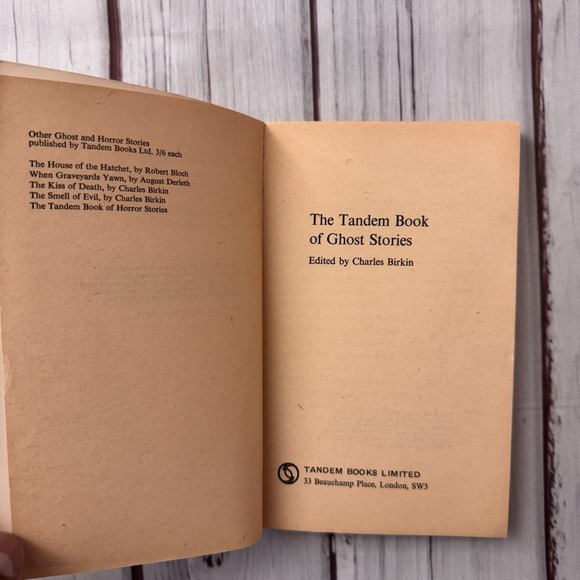 Other Ghost and Horror Stories
published by Tandem Books Ltd. 3/6 each
The House of the Hatchet, by Robert Bloch
When Graveyards Yawn, by August Derleth
The Kiss of Death, by Charles Birkin
The Smell of Evil, by Charles Birkin
The Tandem Book of Horror Stories
The Tandem Book
of Ghost Stories
Edited by Charles Birkin
TANDEM BOOKS LIMITED
33 Beauchamp Place, London, SW3